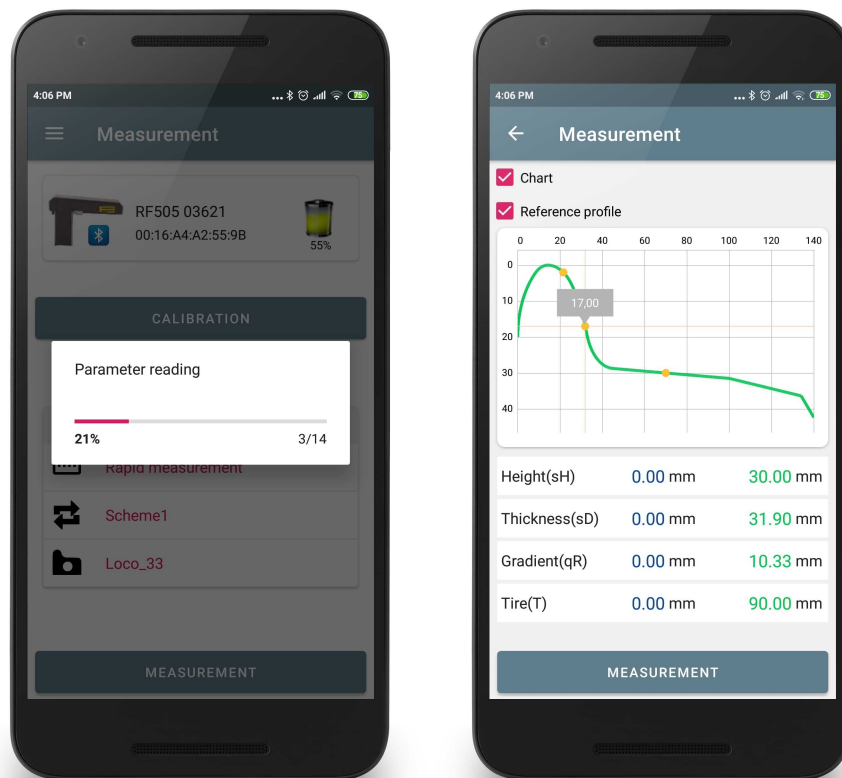 4:06 PM
75
Measurement
RF505 03621
00:16:A4:A2:55:9B
55%
CALIBRATION
Parameter reading
21% 3/14
Rapid measurement
Scheme1
Loco_33
MEASUREMENT
4:06 PM
75
Measurement
Chart
Reference profile
0 20 40 60 80 100 120 140
0
10
17,00
20
30
40
Height(sH) 0.00 mm 30.00 mm
Thickness(sD) 0.00 mm 31.90 mm
Gradient(qR) 0.00 mm 10.33 mm
Tire(T) 0.00 mm 90.00 mm
MEASUREMENT